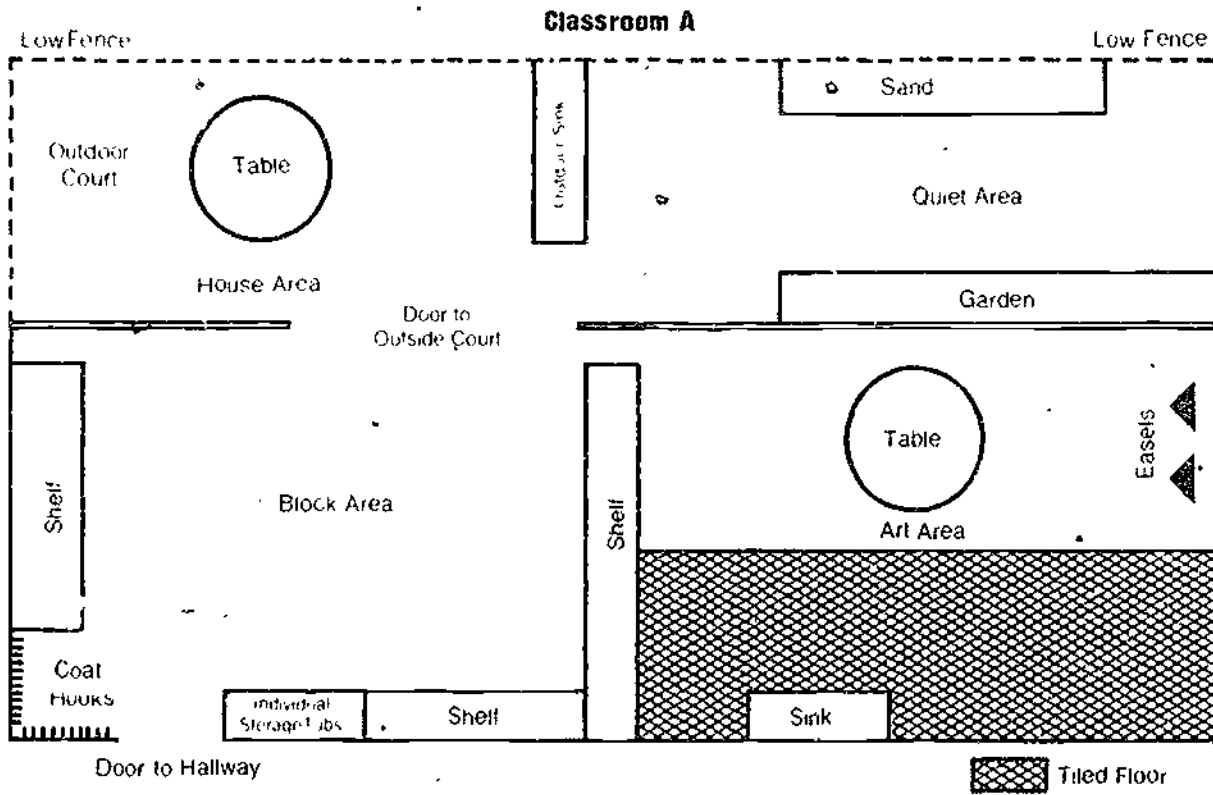 Classroom A
Low Fence
Low Fence
Sand
Outdoor
Court
Table
Outdoor Sink
Quiet Area
House Area
Garden
Door to
Outside Court
Shelf
Block Area
Shelf
Table
Easels
Art Area
Coat
Hooks
Individual
Storage Tubs
Shelf
Sink
Door to Hallway
Tiled Floor